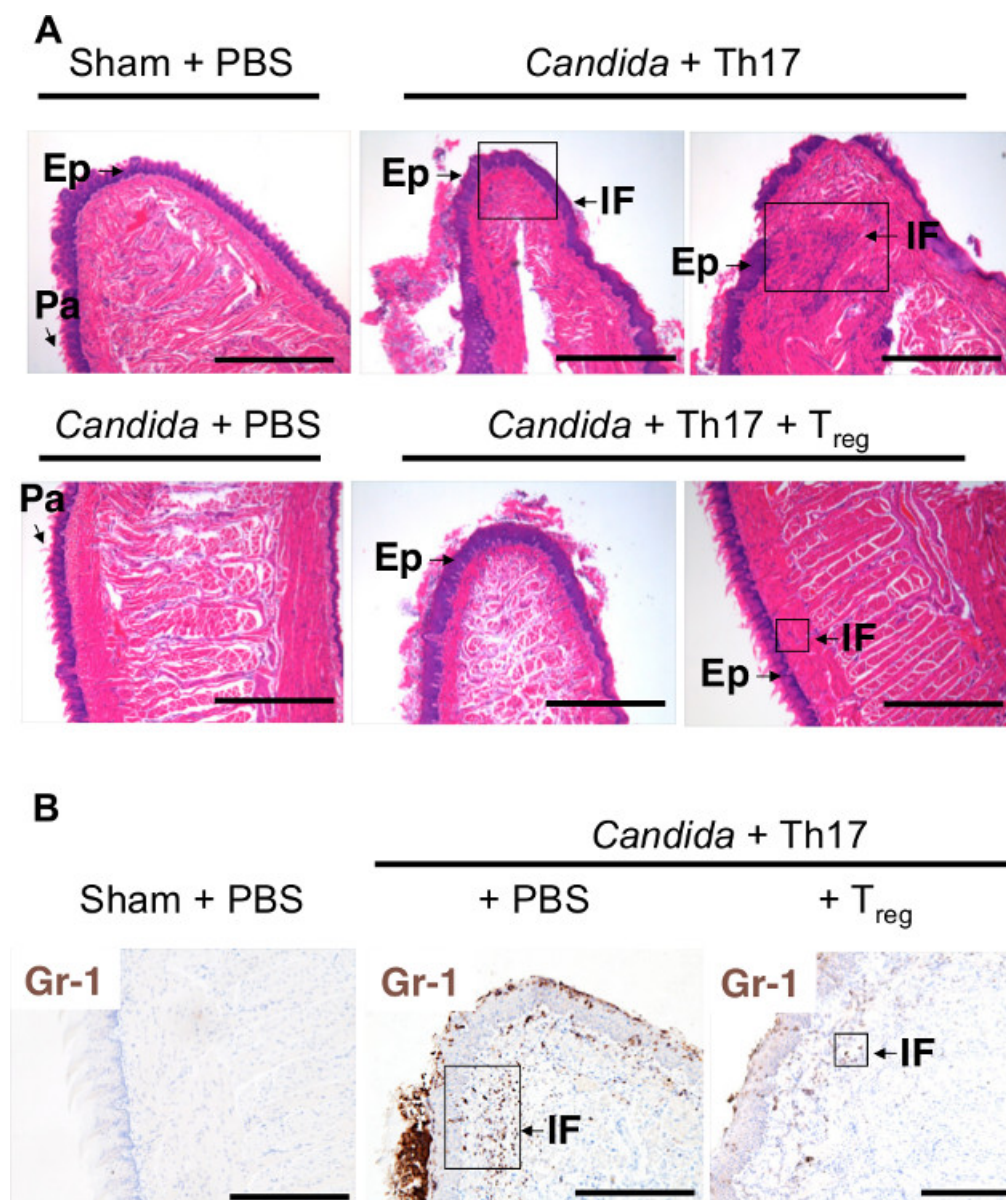 A
Sham + PBS
Candida + Th17
Ep
Pa
Ep
IF
Ep
IF
Candida + PBS
Candida + Th17 + Treg
Pa
Ep
Ep
IF
B
Candida + Th17
Sham + PBS
+ PBS
+ Treg
Gr-1
Gr-1
IF
Gr-1
IF